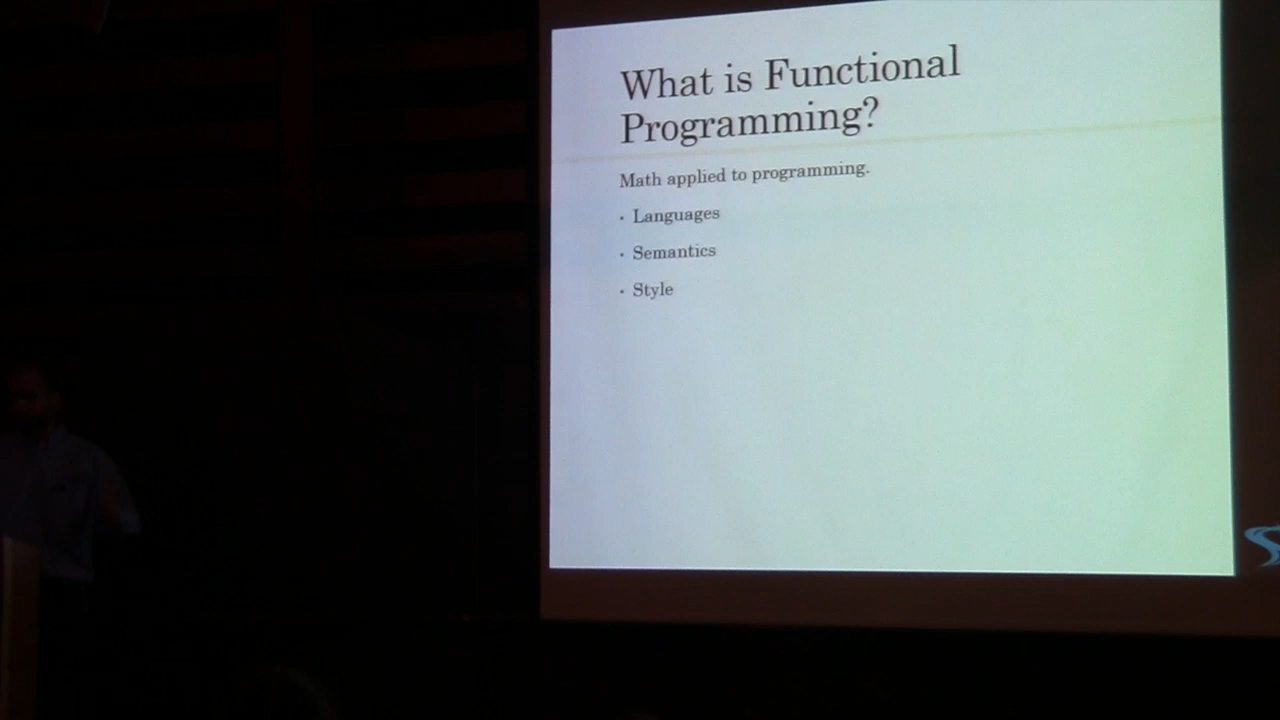 What is Functional
Programming?
Math applied to programming.
• Languages
• Semantics
• Style